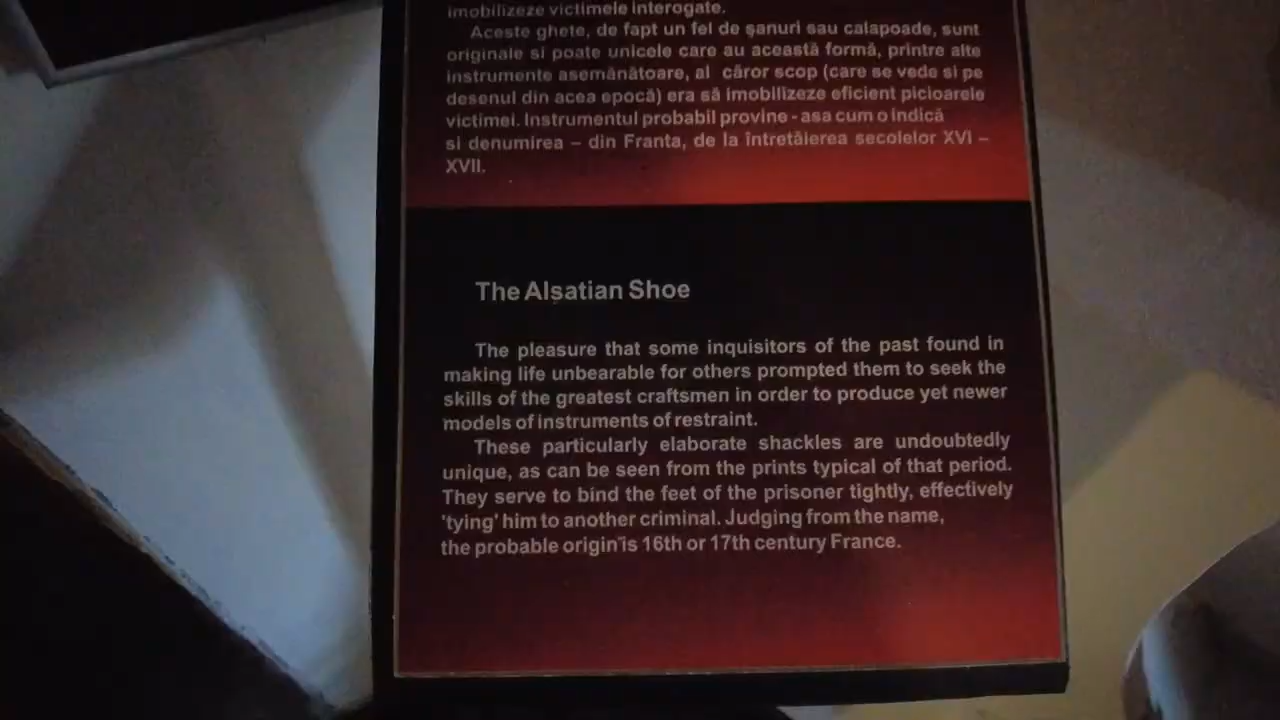 imobilizeze victimele interogate.
Aceste ghete, de fapt un fel de şanuri sau calapoade, sunt
originale si poate unicele care au această formă, printre alte
instrumente asemănătoare, al căror scop (care se vede si pe
desenul din acea epocă) era să imobilizeze eficient picioarele
victimei. Instrumentul probabil provine - asa cum o indică
si denumirea – din Franta, de la întretăierea secolelor XVI –
XVII.
The Alsatian Shoe
The pleasure that some inquisitors of the past found in
making life unbearable for others prompted them to seek the
skills of the greatest craftsmen in order to produce yet newer
models of instruments of restraint.
These particularly elaborate shackles are undoubtedly
unique, as can be seen from the prints typical of that period.
They serve to bind the feet of the prisoner tightly, effectively
'tying' him to another criminal. Judging from the name,
the probable origin is 16th or 17th century France.